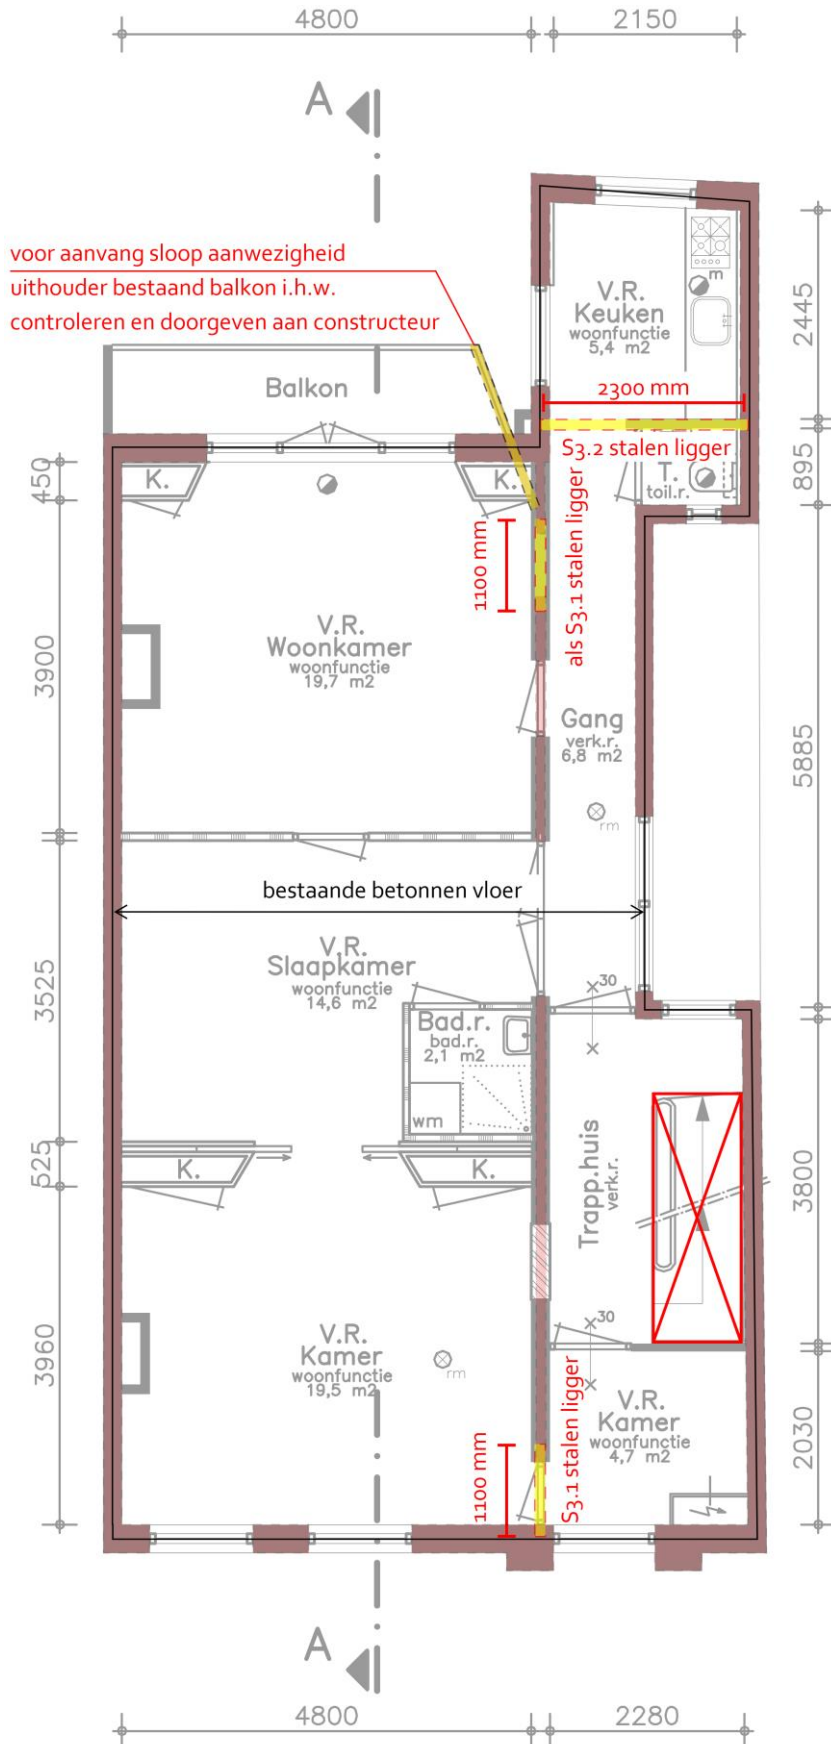 4800
2150
A
voor aanvang sloop aanwezigheid
uithouder bestaand balkon i.h.w.
controleren en doorgeven aan constructeur
Balkon
V.R.
Keuken
woonfunctie
5,4 m2
m
2445
2300 mm
S3.2 stalen ligger
T.
toil.r.
895
450
K.
K.
1100 mm
als S3.1 stalen ligger
V.R.
Woonkamer
woonfunctie
19,7 m2
3900
Gang
verk.r.
6,8 m2
rm
5885
bestaande betonnen vloer
V.R.
Slaapkamer
woonfunctie
14,6 m2
3525
30
Bad.r.
bad.r.
2,1 m2
wm
525
K.
K.
Trapp.huis
verk.r.
3800
30
V.R.
Kamer
woonfunctie
19,5 m2
rm
3960
1100 mm
S3.1 stalen ligger
V.R.
Kamer
woonfunctie
4,7 m2
2030
A
4800
2280